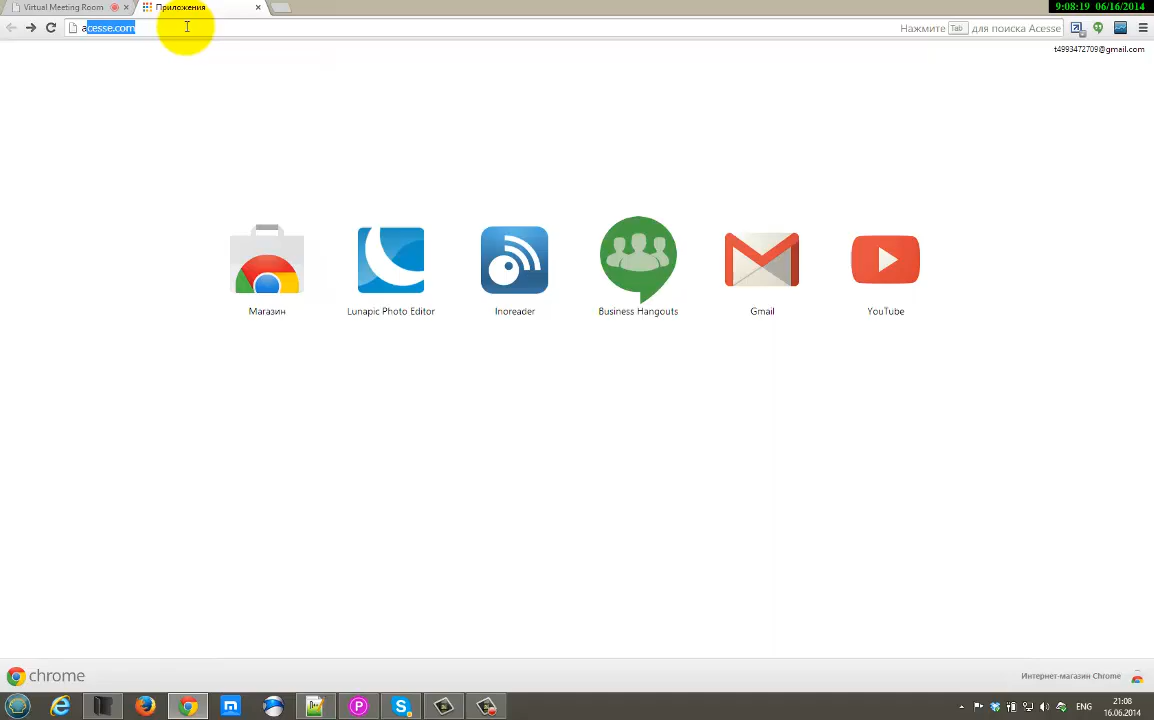 Virtual Meeting Room
Приложения
9:08:19 06/16/2014
acesse.com
Нажмите Tab для поиска Acesse
t4993472709@gmail.com
Магазин
Lunapic Photo Editor
Inoreader
Business Hangouts
Gmail
YouTube
chrome
Интернет-магазин Chrome
ENG
21:08
16.06.2014